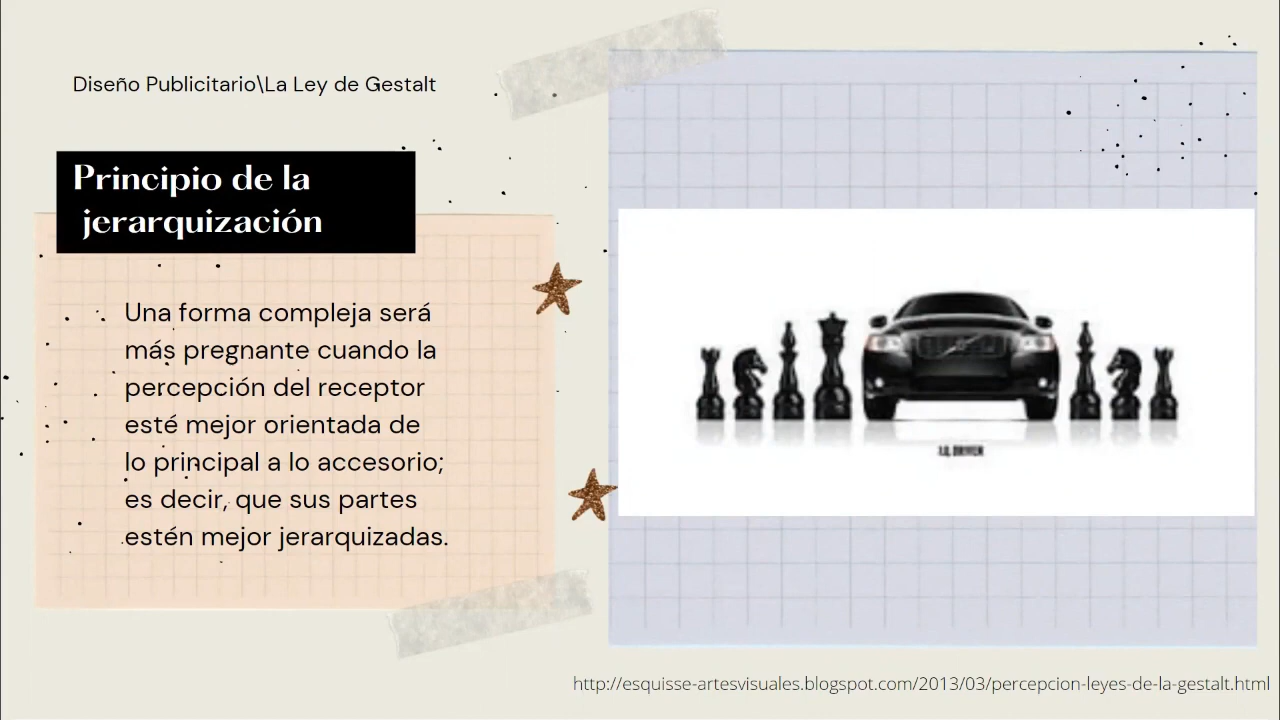 Diseño Publicitario\La Ley de Gestalt
Principio de la
jerarquización
Una forma compleja será
más pregnante cuando la
percepción del receptor
esté mejor orientada de
lo principal a lo accesorio;
es decir, que sus partes
estén mejor jerarquizadas.
http://esquisse-artesvisuales.blogspot.com/2013/03/percepcion-leyes-de-la-gestalt.html